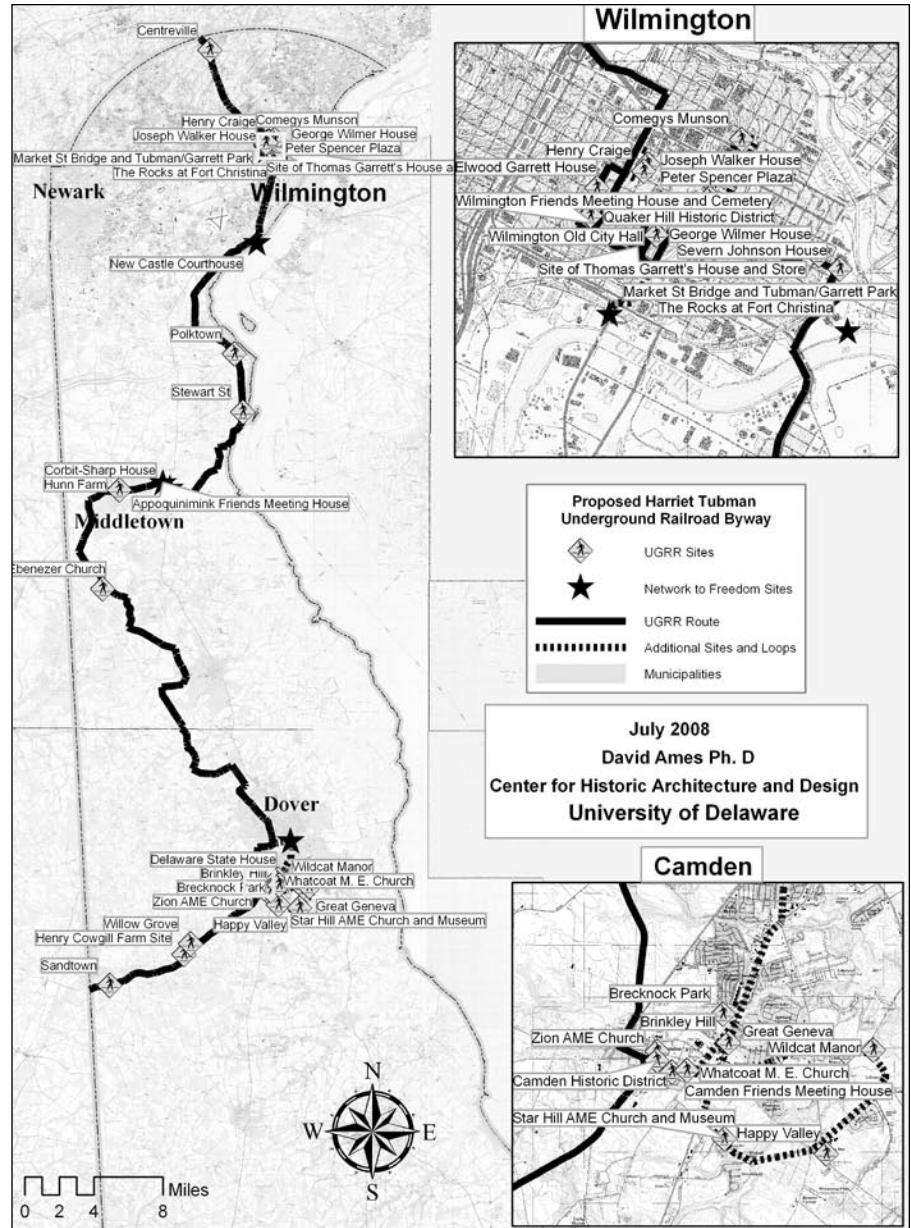 Centreville
Henry Craige
Comegys Munson
Joseph Walker House
George Wilmer House
Peter Spencer Plaza
Market St Bridge and Tubman/Garrett Park
Site of Thomas Garrett's House a
The Rocks at Fort Christina
Newark
Wilmington
New Castle Courthouse
Polktown
Stewart St
Corbit-Sharp House
Hunn Farm
Appoquinimink Friends Meeting House
Middletown
Ebenezer Church
Dover
Delaware State House
Wildcat Manor
Brinkley Hill
Brecknock Park
Whatcoat M. E. Church
Zion AME Church
Great Geneva
Happy Valley
Star Hill AME Church and Museum
Willow Grove
Henry Cowgill Farm Site
Sandtown
N
W
E
S
Miles
0 2 4 8
Wilmington
Comegys Munson
Henry Craige
Joseph Walker House
Elwood Garrett House
Peter Spencer Plaza
Wilmington Friends Meeting House and Cemetery
Quaker Hill Historic District
Wilmington Old City Hall
George Wilmer House
Severn Johnson House
Site of Thomas Garrett's House and Store
Market St Bridge and Tubman/Garrett Park
The Rocks at Fort Christina
Proposed Harriet Tubman
Underground Railroad Byway
UGRR Sites
Network to Freedom Sites
UGRR Route
Additional Sites and Loops
Municipalities
July 2008
David Ames Ph. D
Center for Historic Architecture and Design
University of Delaware
Camden
Brecknock Park
Brinkley Hill
Great Geneva
Zion AME Church
Wildcat Manor
Whatcoat M. E. Church
Camden Historic District
Camden Friends Meeting House
Star Hill AME Church and Museum
Happy Valley